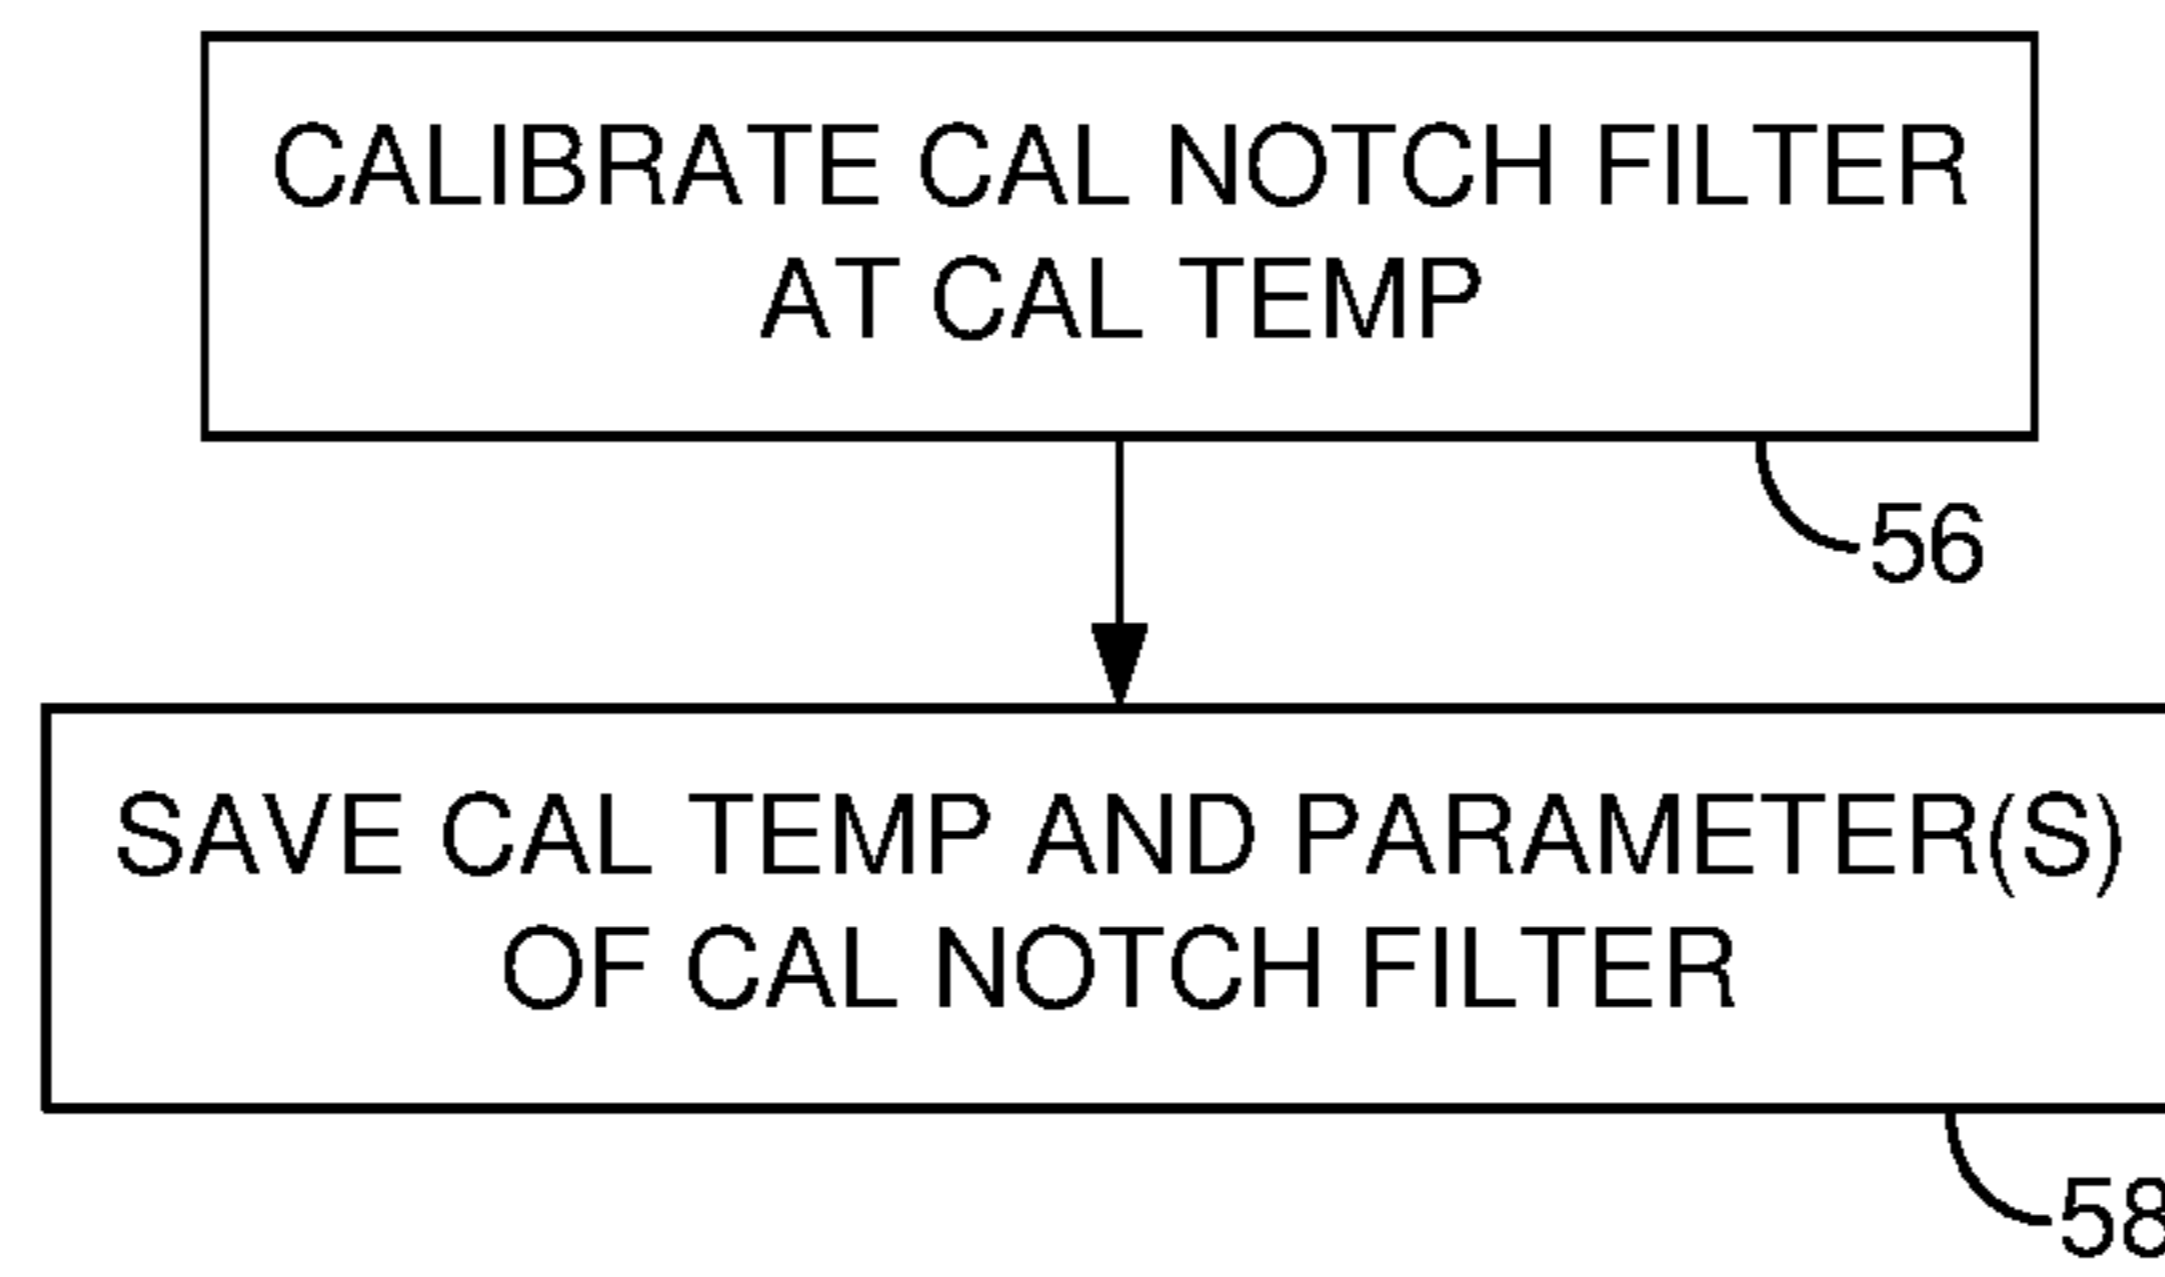 CALIBRATE CAL NOTCH FILTER
AT CAL TEMP
56
SAVE CAL TEMP AND PARAMETER(S)
OF CAL NOTCH FILTER
58